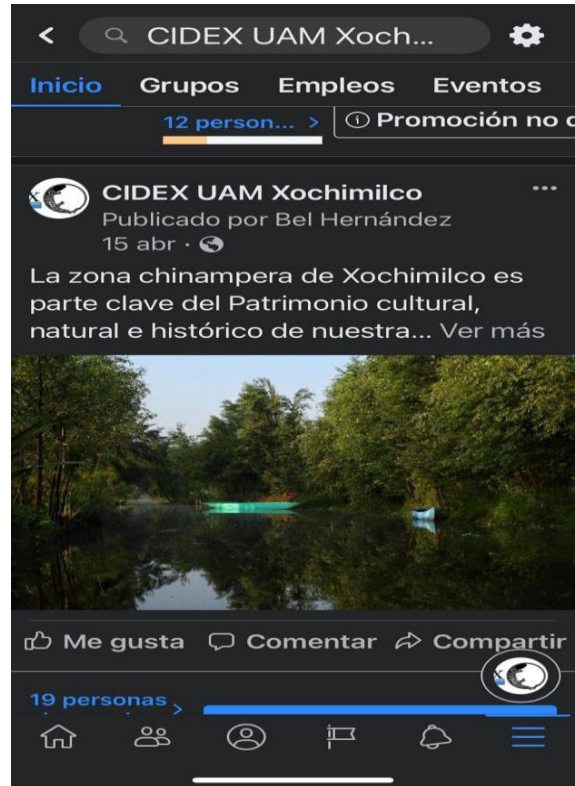 CIDEX UAM Xoch...
Inicio Grupos Empleos Eventos
12 person... >
Promoción no
CIDEX UAM Xochimilco
Publicado por Bel Hernández
15 abr ·
La zona chinampera de Xochimilco es
parte clave del Patrimonio cultural,
natural e histórico de nuestra... Ver más
Me gusta Comentar Compartir
19 personas